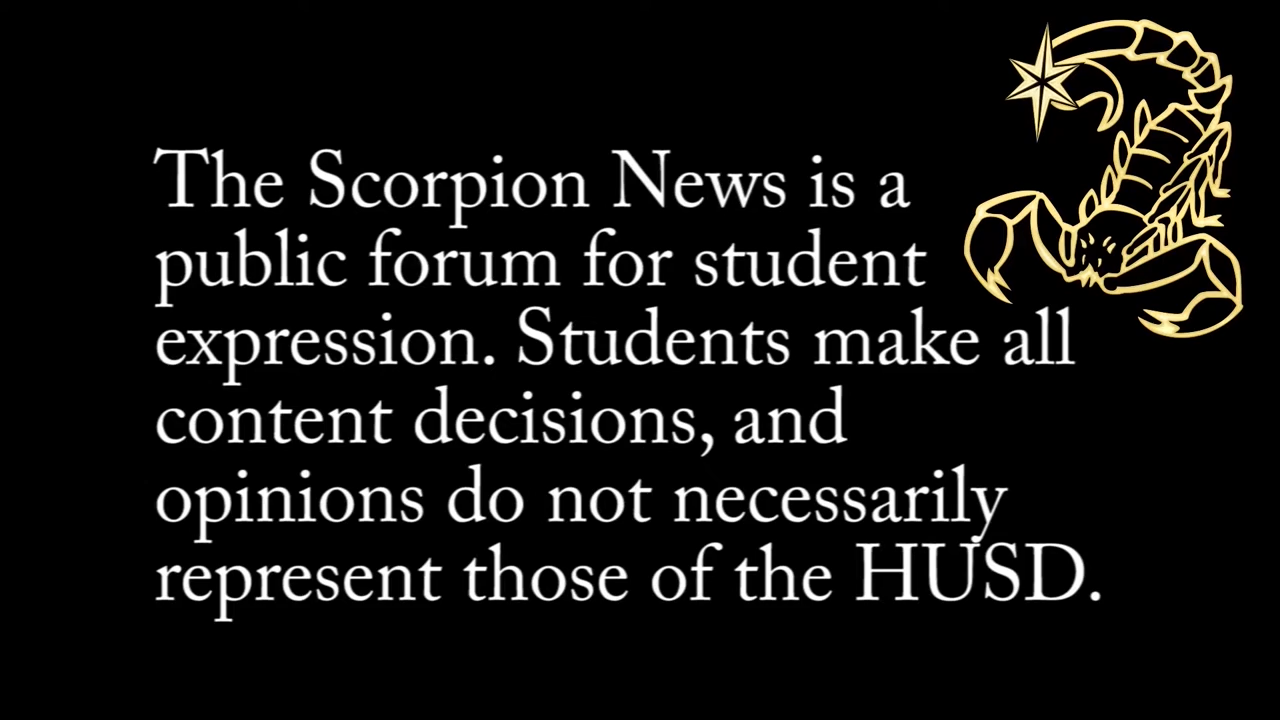 The Scorpion News is a
public forum for student
expression. Students make all
content decisions, and
opinions do not necessarily
represent those of the HUSD.